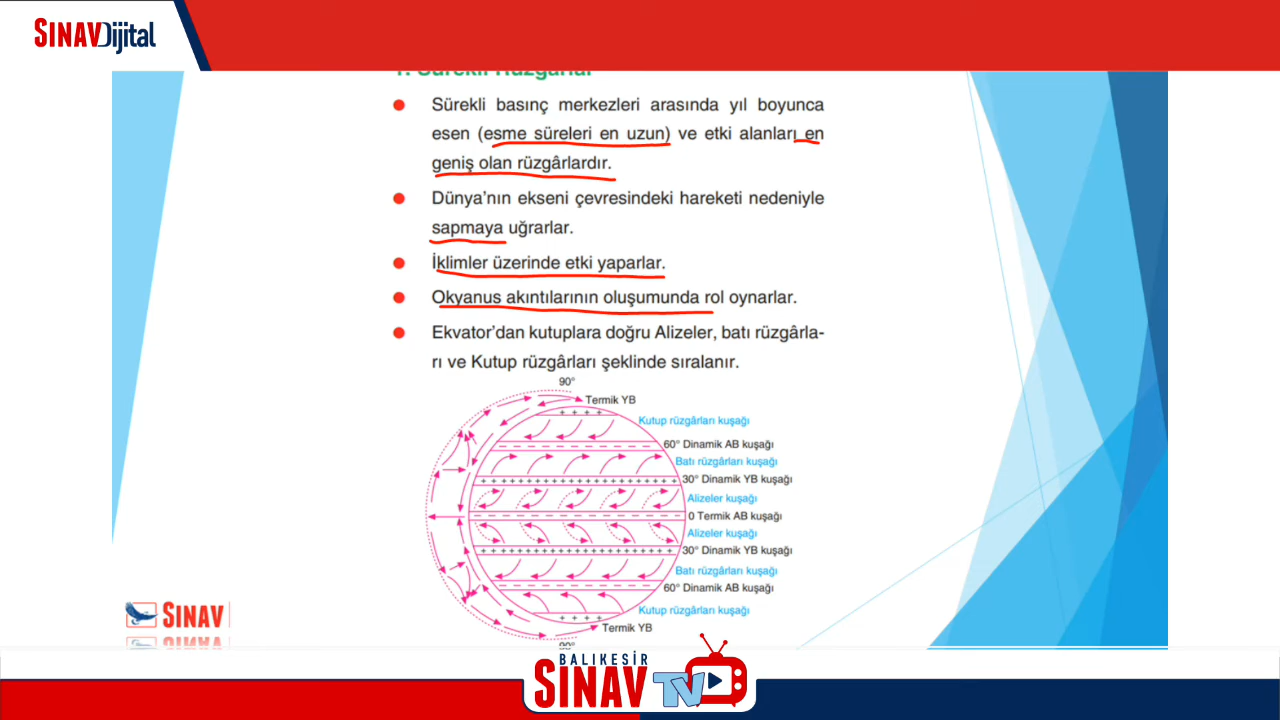 SINAVDijital
1. Sürekli Rüzgârlar
Sürekli basınç merkezleri arasında yıl boyunca
esen (esme süreleri en uzun) ve etki alanları en
geniş olan rüzgârlardır.
Dünya'nın ekseni çevresindeki hareketi nedeniyle
sapmaya uğrarlar.
İklimler üzerinde etki yaparlar.
Okyanus akıntılarının oluşumunda rol oynarlar.
Ekvator'dan kutuplara doğru Alizeler, batı rüzgârla-
rı ve Kutup rüzgârları şeklinde sıralanır.
90°
Termik YB
Kutup rüzgârları kuşağı
60° Dinamik AB kuşağı
Batı rüzgârları kuşağı
30° Dinamik YB kuşağı
Alizeler kuşağı
0 Termik AB kuşağı
Alizeler kuşağı
30° Dinamik YB kuşağı
Batı rüzgârları kuşağı
60° Dinamik AB kuşağı
Kutup rüzgârları kuşağı
Termik YB
90°
SINAV
BALIKESİR
SINAV TV